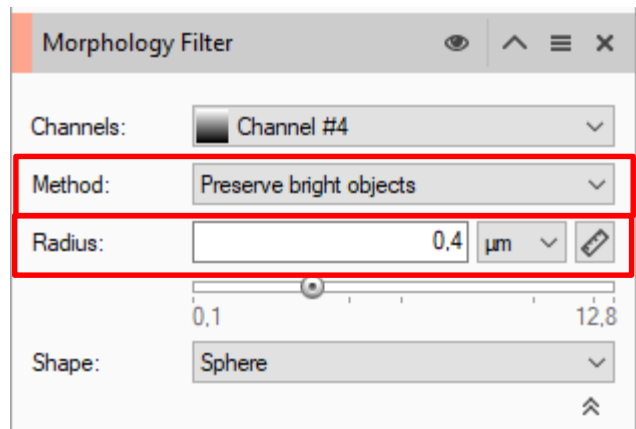 Morphology Filter
Channels: Channel #4
Method: Preserve bright objects
Radius: 0,4 µm
0,1 12,8
Shape: Sphere